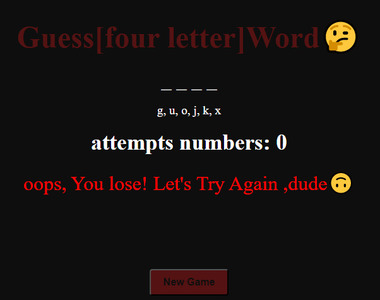 Guess[four letter]Word 🤔
_ _ _ _
g, u, o, j, k, x
attempts numbers: 0
oops, You lose! Let's Try Again ,dude 🙃
New Game